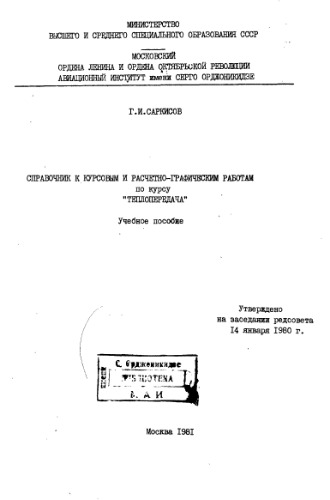 МИНИСТЕРСТВО
ВЫСШЕГО И СРЕДНЕГО СПЕЦИАЛЬНОГО ОБРАЗОВАНИЯ СССР
МОСКОВСКИЙ
ОРДЕНА ЛЕНИНА И ОРДЕНА ОКТЯБРЬСКОЙ РЕВОЛЮЦИИ
АВИАЦИОННЫЙ ИНСТИТУТ имени СЕРГО ОРДЖОНИКИДЗЕ
Г.И.САРКИСОВ
СПРАВОЧНИК К КУРСОВЫМ И РАСЧЕТНО-ГРАФИЧЕСКИМ РАБОТАМ
по курсу
"ТЕПЛОПЕРЕДАЧА"
Учебное пособие
Утверждено
на заседании редсовета
14 января 1980 г.
С. Орджоникидзе
М А И
Москва 1981